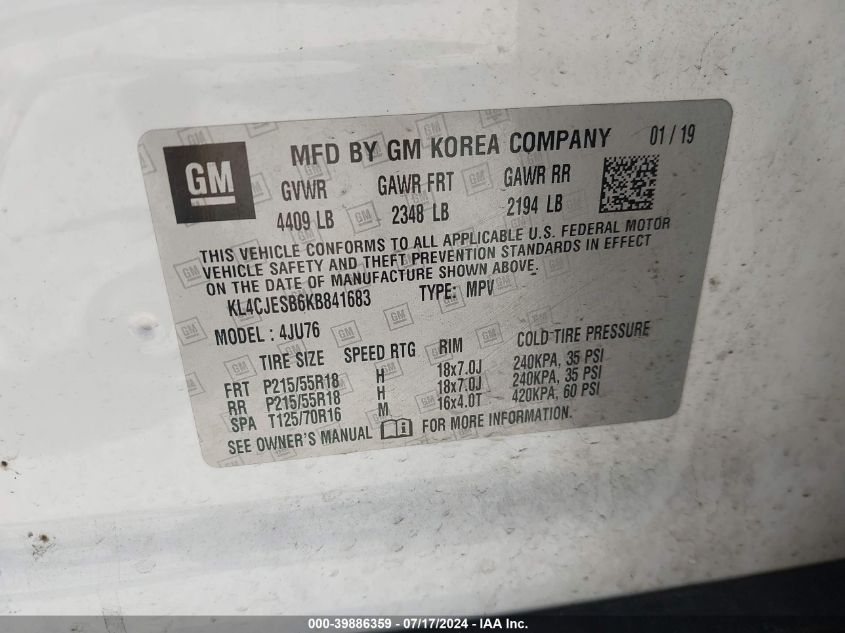 GM
MFD BY GM KOREA COMPANY 01 / 19
GVWR GAWR FRT GAWR RR
4409 LB 2348 LB 2194 LB
THIS VEHICLE CONFORMS TO ALL APPLICABLE U.S. FEDERAL MOTOR
VEHICLE SAFETY AND THEFT PREVENTION STANDARDS IN EFFECT
ON THE DATE OF MANUFACTURE SHOWN ABOVE.
KL4CJESB6KB841683 TYPE: MPV
MODEL : 4JU76
TIRE SIZE SPEED RTG RIM COLD TIRE PRESSURE
FRT P215/55R18 H 18x7.0J 240KPA, 35 PSI
RR P215/55R18 H 18x7.0J 240KPA, 35 PSI
SPA T125/70R16 M 16x4.0T 420KPA, 60 PSI
SEE OWNER'S MANUAL FOR MORE INFORMATION.
000-39886359 - 07/17/2024 - IAA Inc.